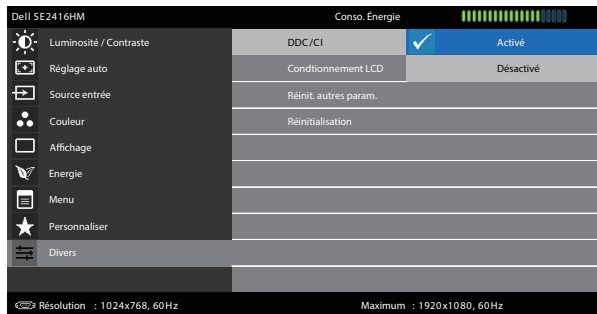 Dell SE2416HM Conso. Énergie
Luminosité / Contraste DDC/CI Activé
Réglage auto Condtionnement LCD Désactivé
Source entrée Réinit. autres param.
Couleur Réinitialisation
Affichage
Energie
Menu
Personnaliser
Divers
Résolution : 1024x768, 60Hz Maximum : 1920x1080, 60Hz